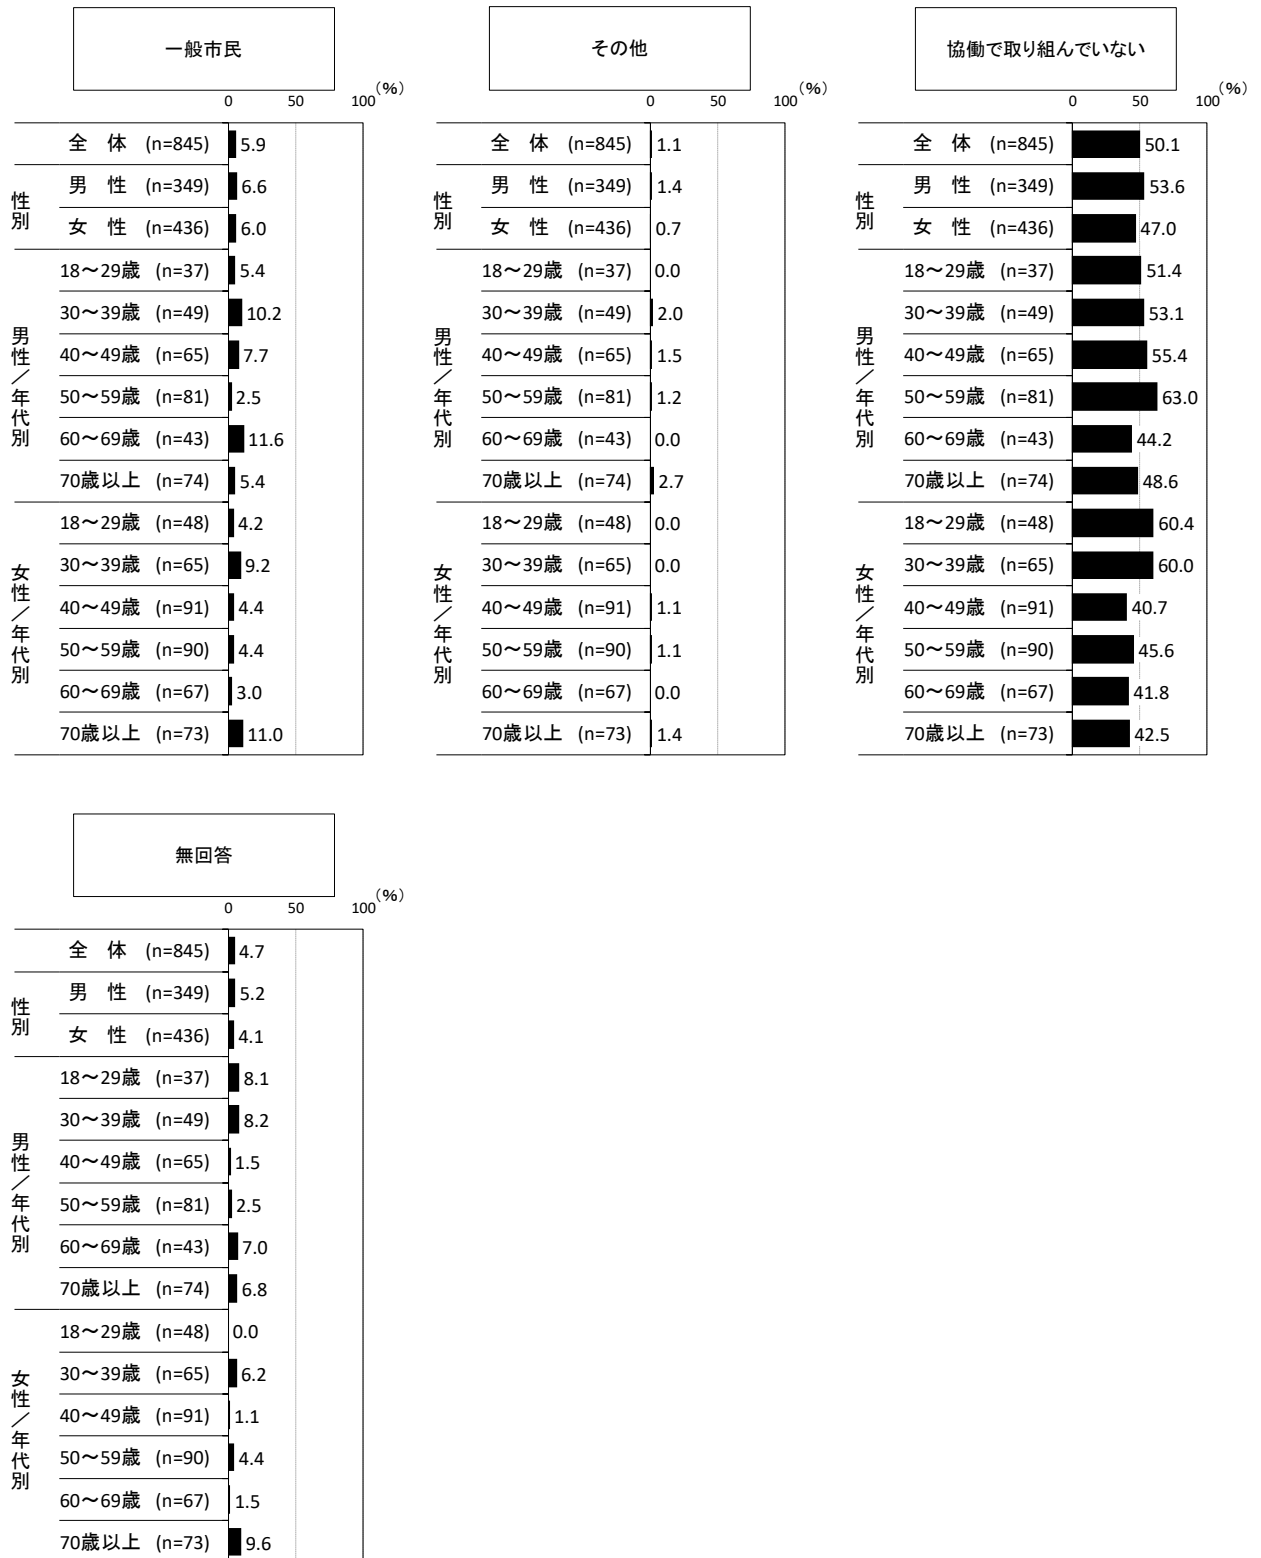 一般市民
0 50 100 (%)
全 体 (n=845) 5.9
性別
男 性 (n=349) 6.6
女 性 (n=436) 6.0
男性／年代別
18～29歳 (n=37) 5.4
30～39歳 (n=49) 10.2
40～49歳 (n=65) 7.7
50～59歳 (n=81) 2.5
60～69歳 (n=43) 11.6
70歳以上 (n=74) 5.4
女性／年代別
18～29歳 (n=48) 4.2
30～39歳 (n=65) 9.2
40～49歳 (n=91) 4.4
50～59歳 (n=90) 4.4
60～69歳 (n=67) 3.0
70歳以上 (n=73) 11.0
その他
0 50 100 (%)
全 体 (n=845) 1.1
性別
男 性 (n=349) 1.4
女 性 (n=436) 0.7
男性／年代別
18～29歳 (n=37) 0.0
30～39歳 (n=49) 2.0
40～49歳 (n=65) 1.5
50～59歳 (n=81) 1.2
60～69歳 (n=43) 0.0
70歳以上 (n=74) 2.7
女性／年代別
18～29歳 (n=48) 0.0
30～39歳 (n=65) 0.0
40～49歳 (n=91) 1.1
50～59歳 (n=90) 1.1
60～69歳 (n=67) 0.0
70歳以上 (n=73) 1.4
協働で取り組んでいない
0 50 100 (%)
全 体 (n=845) 50.1
性別
男 性 (n=349) 53.6
女 性 (n=436) 47.0
男性／年代別
18～29歳 (n=37) 51.4
30～39歳 (n=49) 53.1
40～49歳 (n=65) 55.4
50～59歳 (n=81) 63.0
60～69歳 (n=43) 44.2
70歳以上 (n=74) 48.6
女性／年代別
18～29歳 (n=48) 60.4
30～39歳 (n=65) 60.0
40～49歳 (n=91) 40.7
50～59歳 (n=90) 45.6
60～69歳 (n=67) 41.8
70歳以上 (n=73) 42.5
無回答
0 50 100 (%)
全 体 (n=845) 4.7
性別
男 性 (n=349) 5.2
女 性 (n=436) 4.1
男性／年代別
18～29歳 (n=37) 8.1
30～39歳 (n=49) 8.2
40～49歳 (n=65) 1.5
50～59歳 (n=81) 2.5
60～69歳 (n=43) 7.0
70歳以上 (n=74) 6.8
女性／年代別
18～29歳 (n=48) 0.0
30～39歳 (n=65) 6.2
40～49歳 (n=91) 1.1
50～59歳 (n=90) 4.4
60～69歳 (n=67) 1.5
70歳以上 (n=73) 9.6